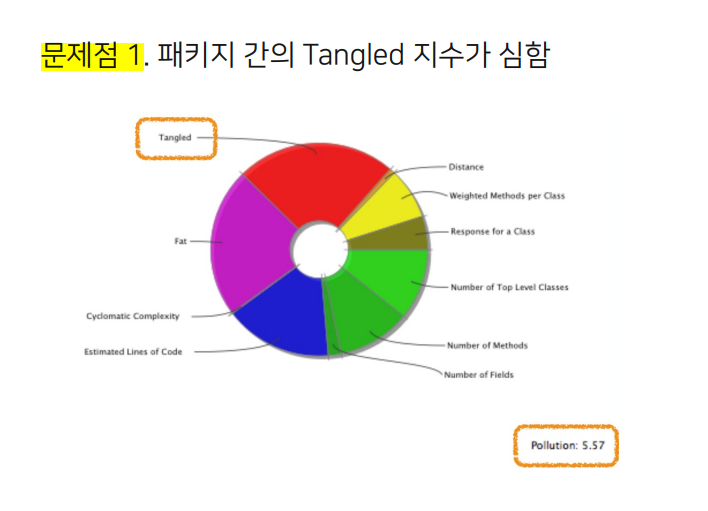 문제점 1. 패키지 간의 Tangled 지수가 심함
Tangled
Distance
Weighted Methods per Class
Response for a Class
Fat
Number of Top Level Classes
Cyclomatic Complexity
Number of Methods
Estimated Lines of Code
Number of Fields
Pollution: 5.57